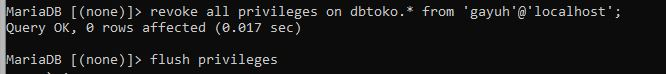 MariaDB [(none)]> revoke all privileges on dbtoko.* from 'gayuh'@'localhost';
Query OK, 0 rows affected (0.017 sec)
MariaDB [(none)]> flush privileges